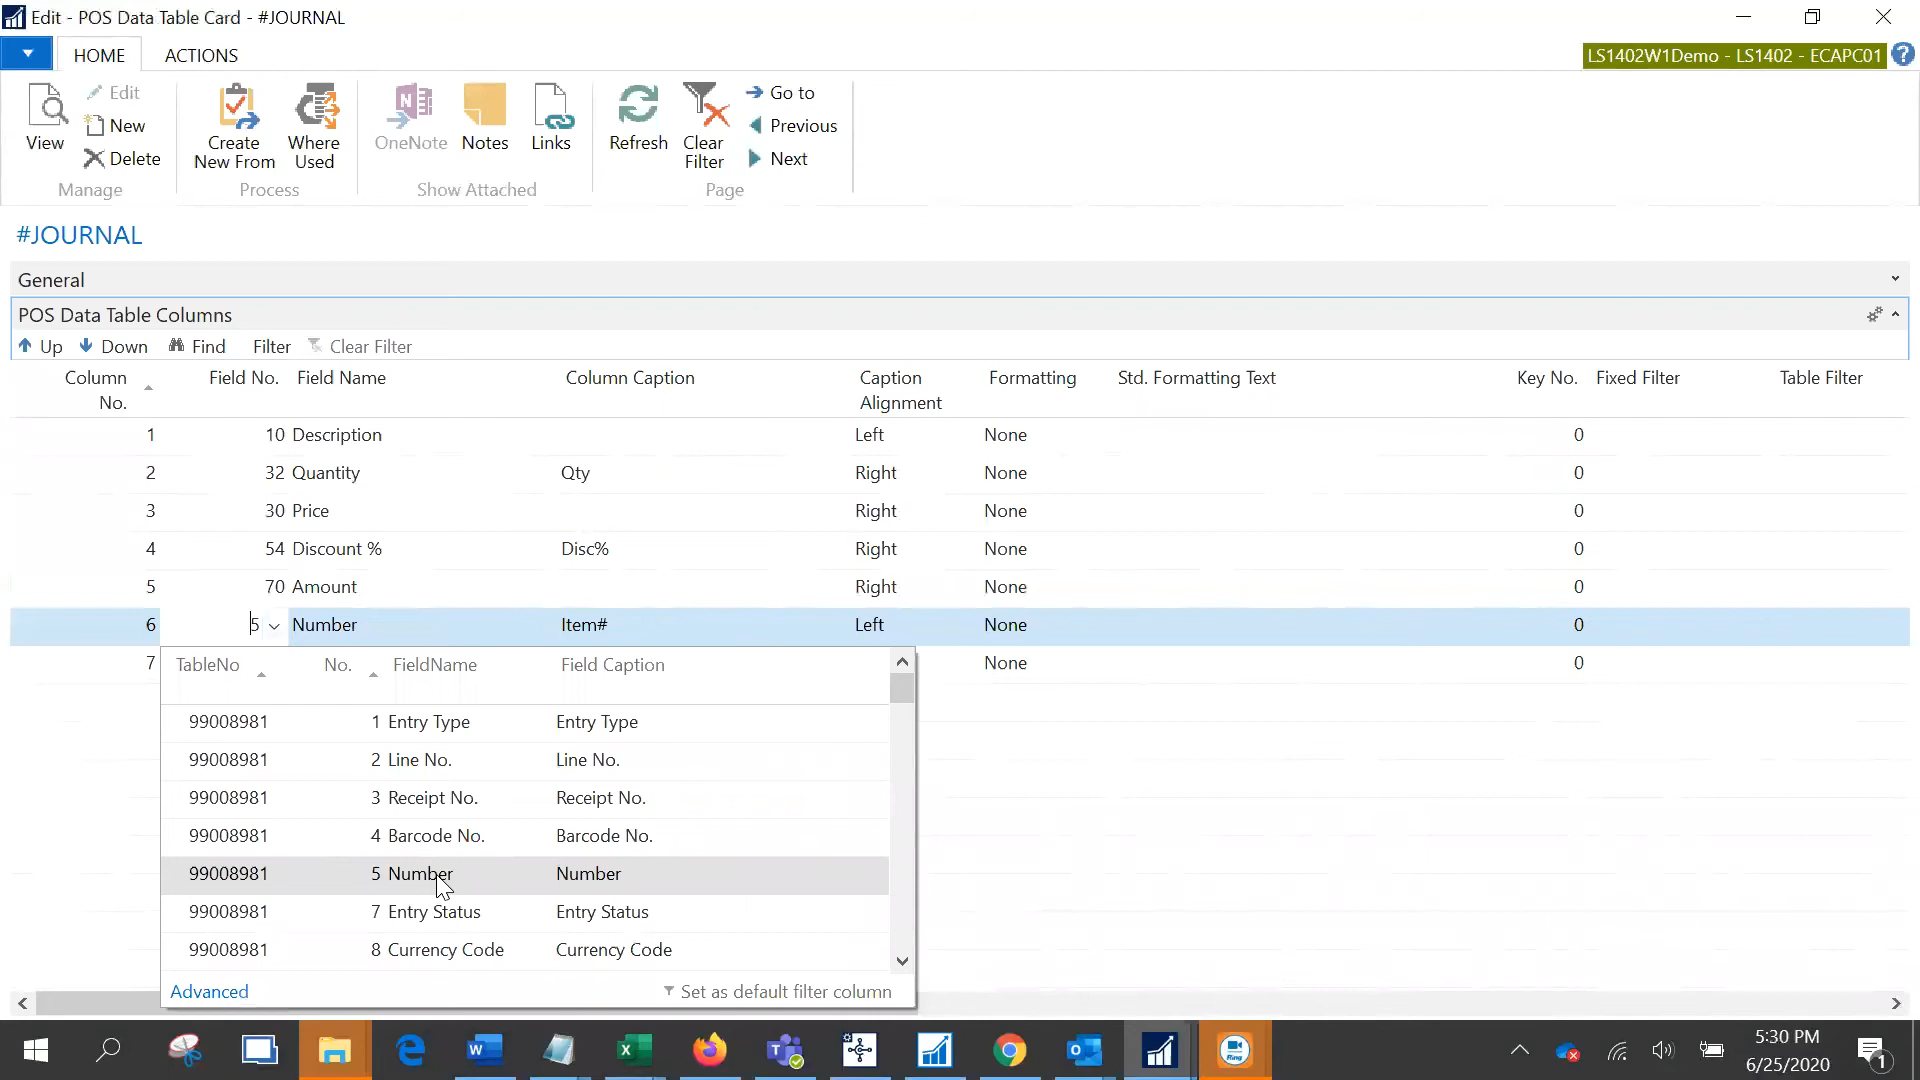 Edit - POS Data Table Card - #JOURNAL
HOME ACTIONS
LS1402W1Demo - LS1402 - ECAPC01
View
Edit
New
Delete
Manage
Create New From
Where Used
Process
OneNote
Notes
Links
Show Attached
Refresh
Clear Filter
Go to
Previous
Next
Page
#JOURNAL
General
POS Data Table Columns
Up Down Find Filter Clear Filter
Column No. Field No. Field Name Column Caption Caption Alignment Formatting Std. Formatting Text Key No. Fixed Filter Table Filter
1 10 Description Left None 0
2 32 Quantity Qty Right None 0
3 30 Price Right None 0
4 54 Discount % Disc% Right None 0
5 70 Amount Right None 0
6 5 Number Item# Left None 0
7 None 0
TableNo No. FieldName Field Caption
99008981 1 Entry Type Entry Type
99008981 2 Line No. Line No.
99008981 3 Receipt No. Receipt No.
99008981 4 Barcode No. Barcode No.
99008981 5 Number Number
99008981 7 Entry Status Entry Status
99008981 8 Currency Code Currency Code
Advanced Set as default filter column
5:30 PM
6/25/2020
1